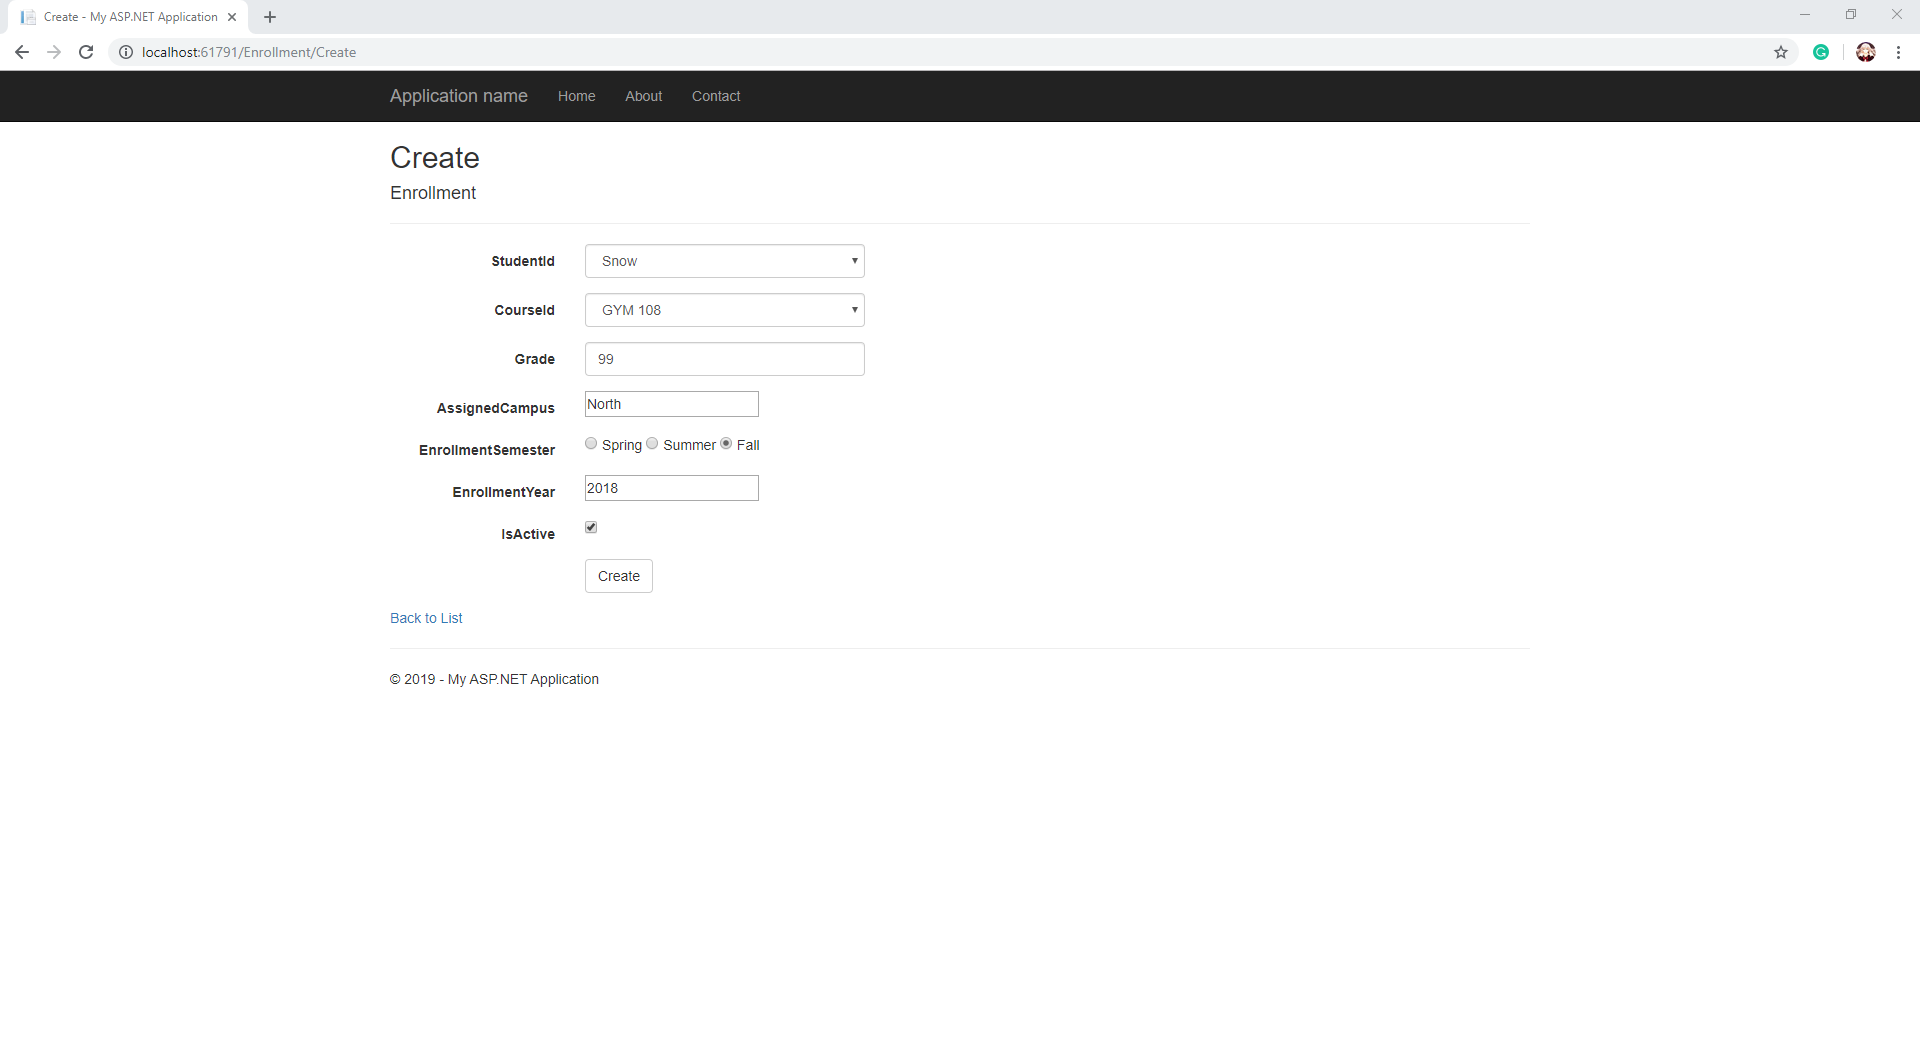 Create - My ASP.NET Application
localhost:61791/Enrollment/Create
Application name Home About Contact
Create
Enrollment
StudentId Snow
CourseId GYM 108
Grade 99
AssignedCampus North
EnrollmentSemester Spring Summer Fall
EnrollmentYear 2018
IsActive
Create
Back to List
© 2019 - My ASP.NET Application